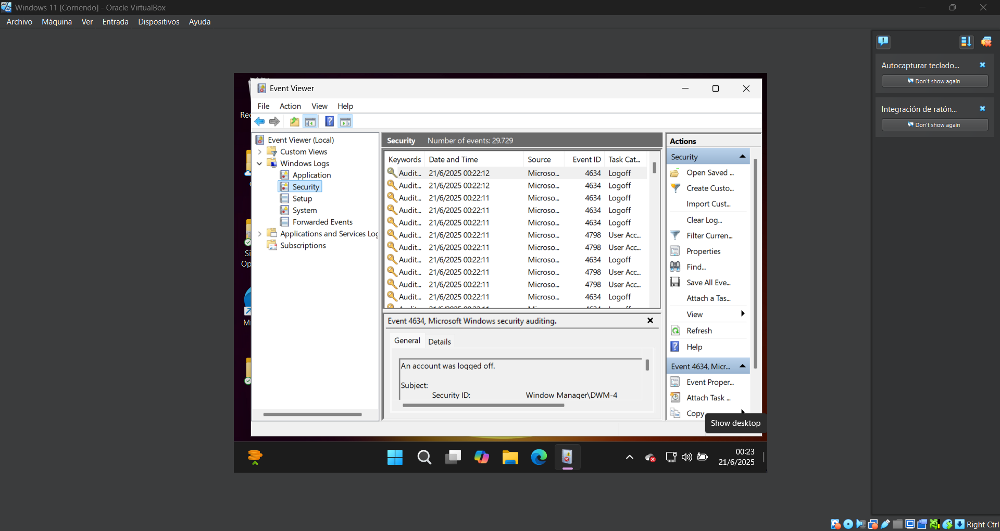 Windows 11 [Corriendo] - Oracle VirtualBox
Archivo Máquina Ver Entrada Dispositivos Ayuda
Autocapturar teclado...
Don't show again
Integración de ratón...
Don't show again
Event Viewer
File Action View Help
Event Viewer (Local)
Custom Views
Windows Logs
Application
Security
Setup
System
Forwarded Events
Applications and Services Log
Subscriptions
Security Number of events: 29.729
Keywords Date and Time Source Event ID Task Cat...
Audit... 21/6/2025 00:22:12 Microso... 4634 Logoff
Audit... 21/6/2025 00:22:12 Microso... 4634 Logoff
Audit... 21/6/2025 00:22:11 Microso... 4634 Logoff
Audit... 21/6/2025 00:22:11 Microso... 4634 Logoff
Audit... 21/6/2025 00:22:11 Microso... 4634 Logoff
Audit... 21/6/2025 00:22:11 Microso... 4798 User Acc...
Audit... 21/6/2025 00:22:11 Microso... 4798 User Acc...
Audit... 21/6/2025 00:22:11 Microso... 4634 Logoff
Audit... 21/6/2025 00:22:11 Microso... 4798 User Acc...
Audit... 21/6/2025 00:22:11 Microso... 4798 User Acc...
Audit... 21/6/2025 00:22:11 Microso... 4634 Logoff
Event 4634, Microsoft Windows security auditing.
General Details
An account was logged off.
Subject:
Security ID: Window Manager\DWM-4
Actions
Security
Open Saved ...
Create Custo...
Import Cust...
Clear Log...
Filter Curren...
Properties
Find...
Save All Eve...
Attach a Tas...
View
Refresh
Help
Event 4634, Micr...
Event Proper...
Attach Task ...
Copy
Show desktop
Rec
Si
Op
Mi
00:23
21/6/2025
Right Ctrl